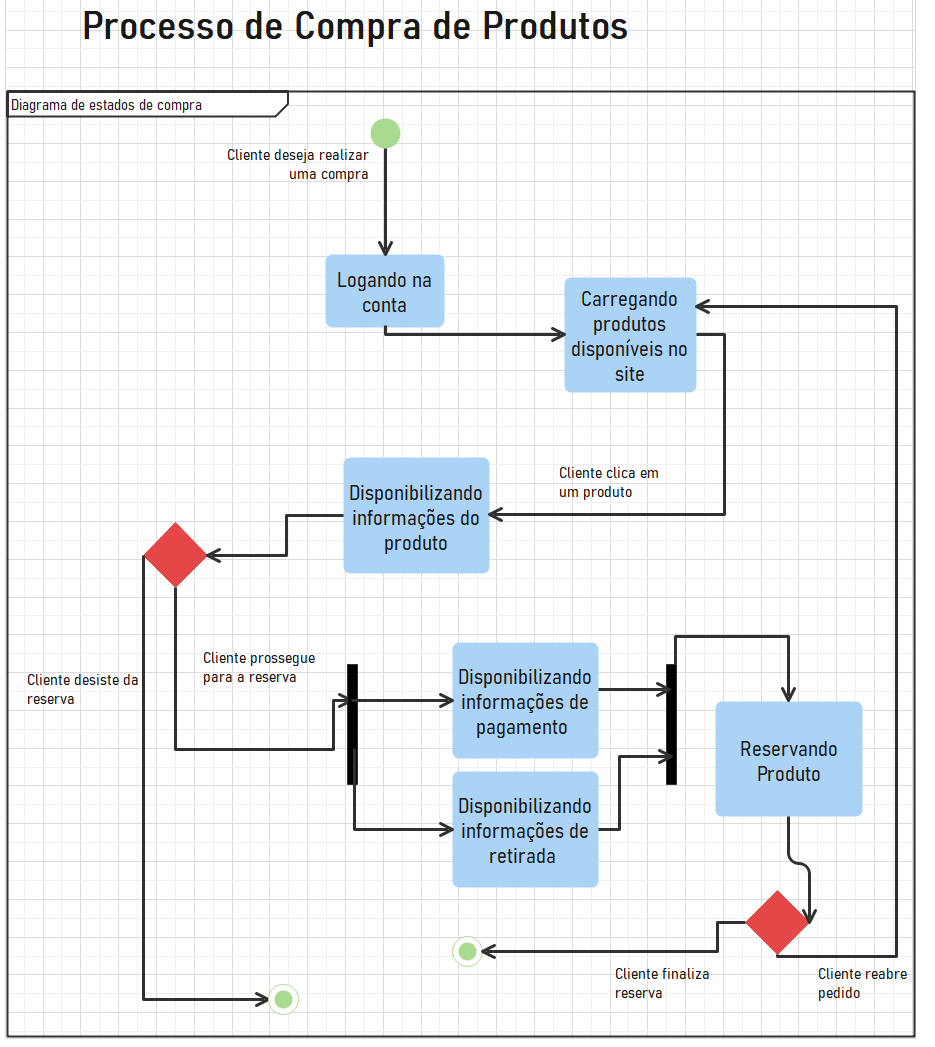 Processo de Compra de Produtos
Diagrama de estados de compra
Cliente deseja realizar
uma compra
Logando na
conta
Carregando
produtos
disponíveis no
site
Cliente clica em
um produto
Disponibilizando
informações do
produto
Cliente prossegue
para a reserva
Cliente desiste da
reserva
Disponibilizando
informações de
pagamento
Disponibilizando
informações de
retirada
Reservando
Produto
Cliente finaliza
reserva
Cliente reabre
pedido